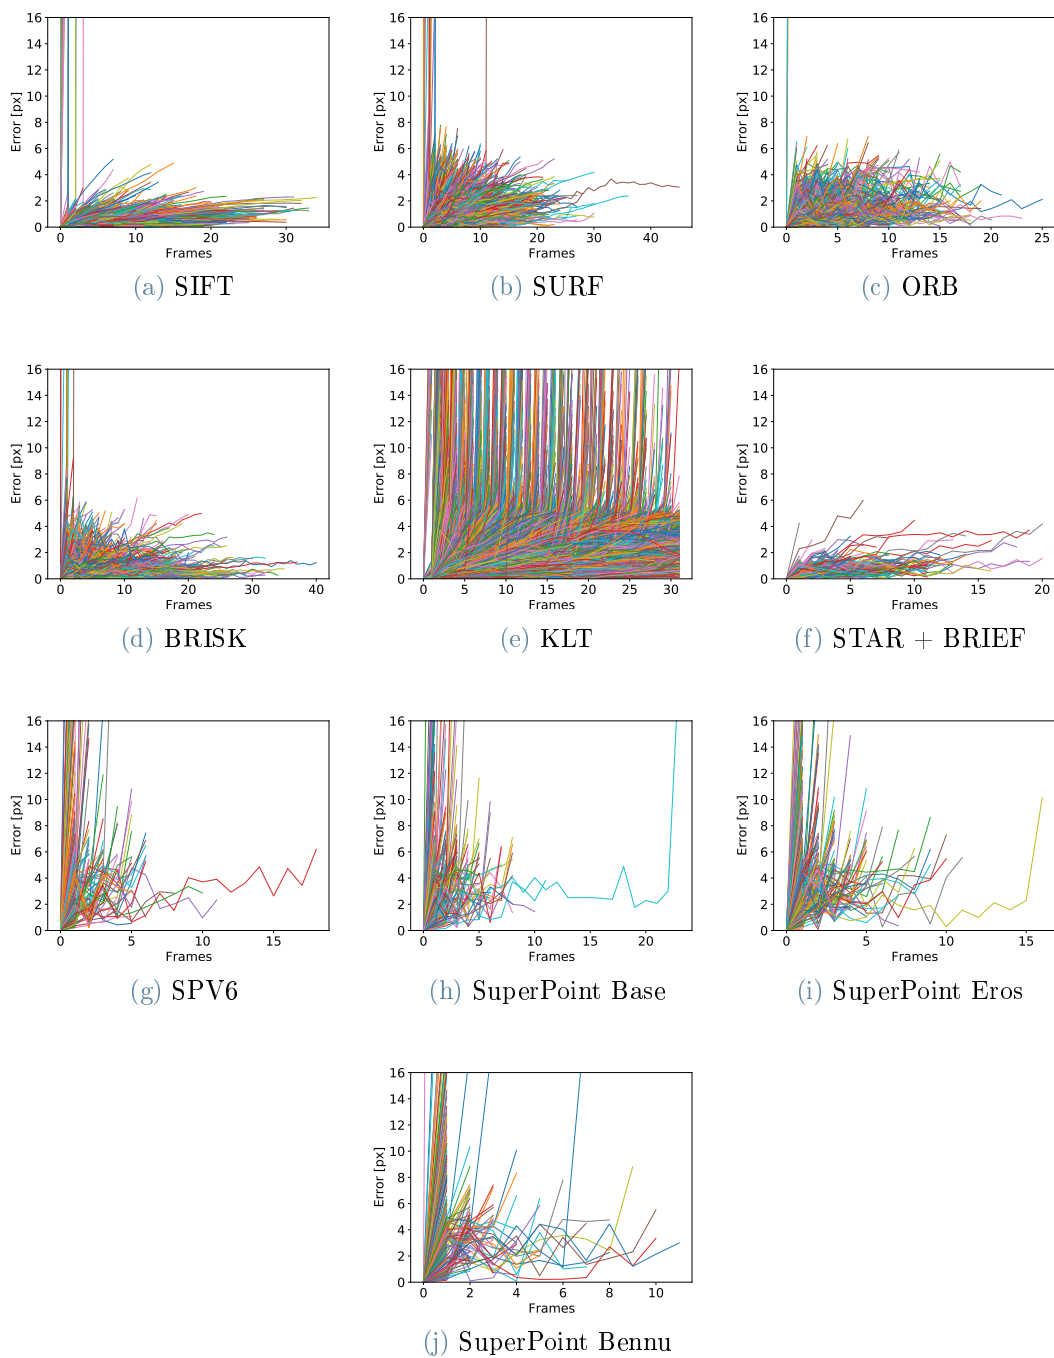 16
14
12
10
8
6
4
2
0
Error [px]
0 10 20 30
Frames
(a) SIFT
16
14
12
10
8
6
4
2
0
Error [px]
0 10 20 30 40
Frames
(b) SURF
16
14
12
10
8
6
4
2
0
Error [px]
0 5 10 15 20 25
Frames
(c) ORB
16
14
12
10
8
6
4
2
0
Error [px]
0 10 20 30 40
Frames
(d) BRISK
16
14
12
10
8
6
4
2
0
Error [px]
0 5 10 15 20 25 30
Frames
(e) KLT
16
14
12
10
8
6
4
2
0
Error [px]
0 5 10 15 20
Frames
(f) STAR + BRIEF
16
14
12
10
8
6
4
2
0
Error [px]
0 5 10 15
Frames
(g) SPV6
16
14
12
10
8
6
4
2
0
Error [px]
0 5 10 15 20
Frames
(h) SuperPoint Base
16
14
12
10
8
6
4
2
0
Error [px]
0 5 10 15
Frames
(i) SuperPoint Eros
16
14
12
10
8
6
4
2
0
Error [px]
0 2 4 6 8 10
Frames
(j) SuperPoint Bennu